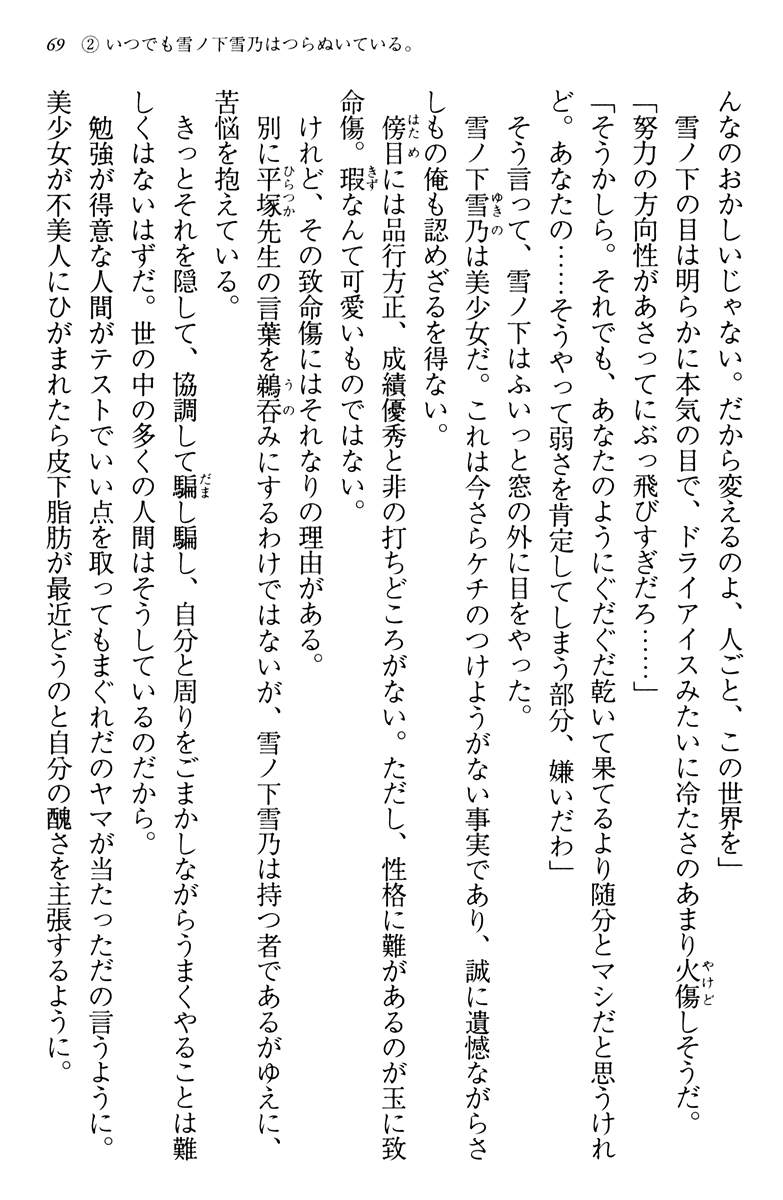 69 ② いつでも雪ノ下雪乃はつらぬいている。
んなのおかしいじゃない。だから変えるのよ、人ごと、この世界を」
雪ノ下の目は明らかに本気の目で、ドライアイスみたいに冷たさのあまり火傷しそうだ。
「努力の方向性があさってにぶっ飛びすぎだろ……」
「そうかしら。それでも、あなたのようにぐだぐだ乾いて果てるより随分とマシだと思うけれ
ど。あなたの……そうやって弱さを肯定してしまう部分、嫌いだわ」
そう言って、雪ノ下はふいっと窓の外に目をやった。
雪ノ下雪乃は美少女だ。これは今さらケチのつけようがない事実であり、誠に遺憾ながらさ
しもの俺も認めざるを得ない。
傍目には品行方正、成績優秀と非の打ちどころがない。ただし、性格に難があるのが玉に致
命傷。瑕なんて可愛いものではない。
けれど、その致命傷にはそれなりの理由がある。
別に平塚先生の言葉を鵜呑みにするわけではないが、雪ノ下雪乃は持つ者であるがゆえに、
苦悩を抱えている。
きっとそれを隠して、協調して騙し騙し、自分と周りをごまかしながらうまくやることは難
しくはないはずだ。世の中の多くの人間はそうしているのだから。
勉強が得意な人間がテストでいい点を取ってもまぐれだのヤマが当たっただの言うように。
美少女が不美人にひがまれたら皮下脂肪が最近どうのと自分の醜さを主張するように。